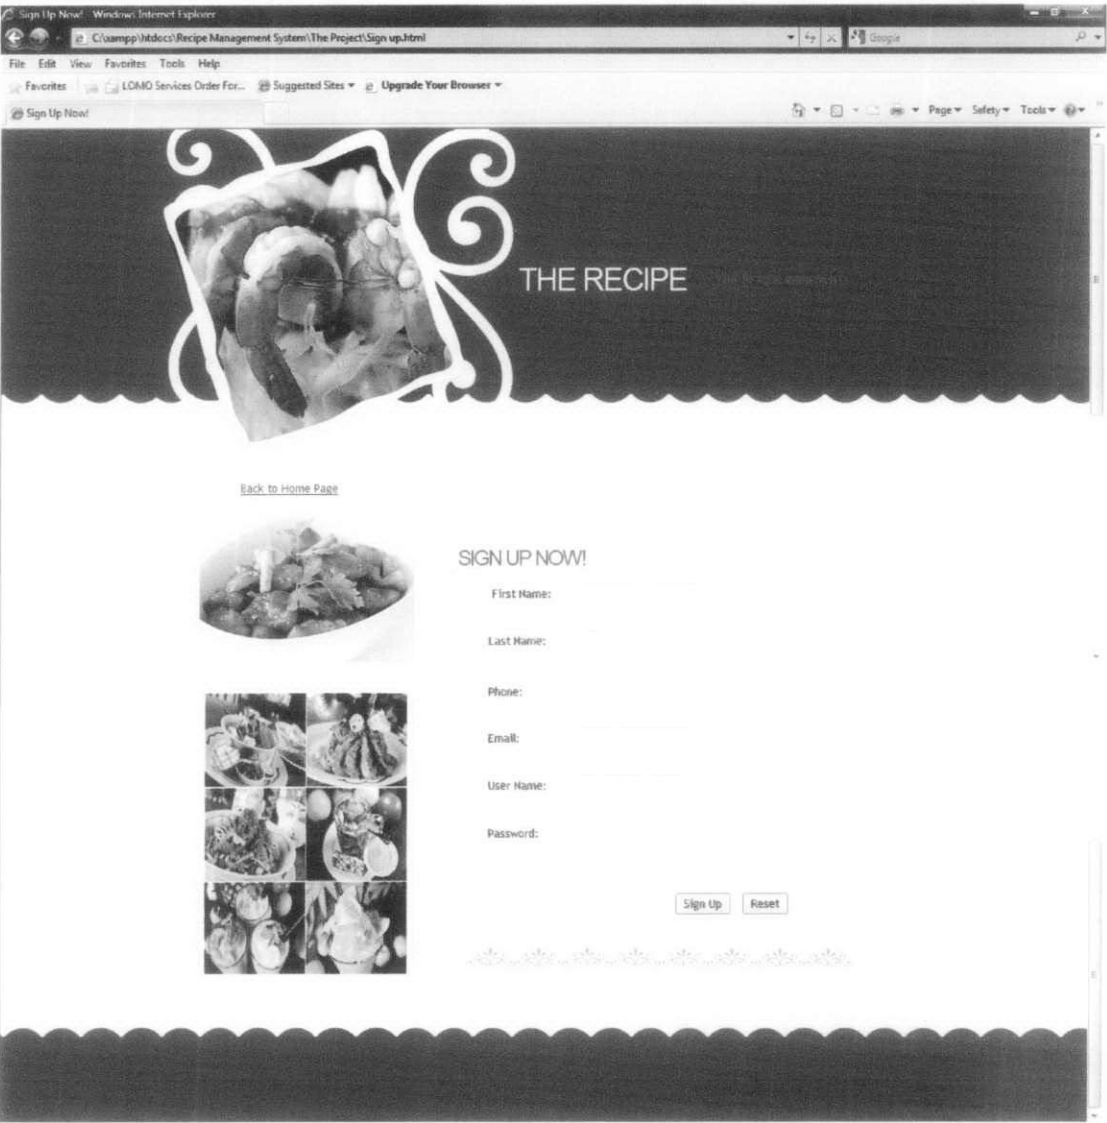 Sign Up Now! - Windows Internet Explorer
C:\xampp\htdocs\Recipe Management System\The Project\Sign up.html
Google
File Edit View Favorites Tools Help
Favorites LOMO Services Order For... Suggested Sites Upgrade Your Browser
Sign Up Now!
Page Safety Tools
THE RECIPE
Back to Home Page
SIGN UP NOW!
First Name:
Last Name:
Phone:
Email:
User Name:
Password:
Sign Up Reset